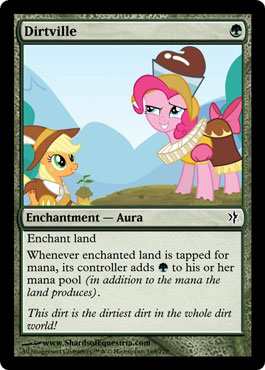 Dirtville
Enchantment — Aura
Enchant land
Whenever enchanted land is tapped for
mana, its controller adds to his or her
mana pool (in addition to the mana the
land produces).
This dirt is the dirtiest dirt in the whole dirt
world!
www.ShardsofEquestria.com